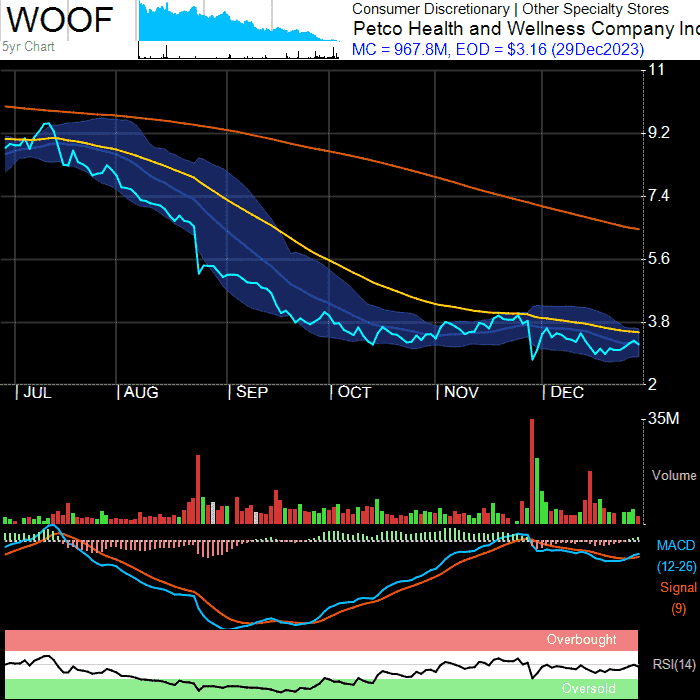 WOOF
5yr Chart
Consumer Discretionary | Other Specialty Stores
Petco Health and Wellness Company Inc
MC = 967.8M, EOD = $3.16 (29Dec2023)
11
9.2
7.4
5.6
3.8
2
| JUL | AUG | SEP | OCT | NOV | DEC
35M
Volume
MACD
(12-26)
Signal
(9)
Overbought
RSI(14)
Oversold